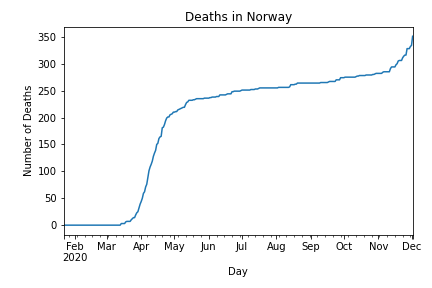 Deaths in Norway
Number of Deaths
350
300
250
200
150
100
50
0
Feb Mar Apr May Jun Jul Aug Sep Oct Nov Dec
2020
Day